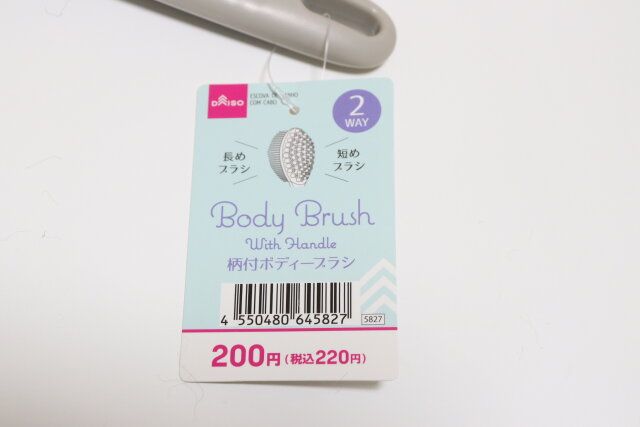 DAISO
ESCOVA DE
COM CABO
2
WAY
長め
ブラシ
短め
ブラシ
Body Brush
With Handle
柄付ボディーブラシ
4 550480 645827
5827
200円(税込220円)